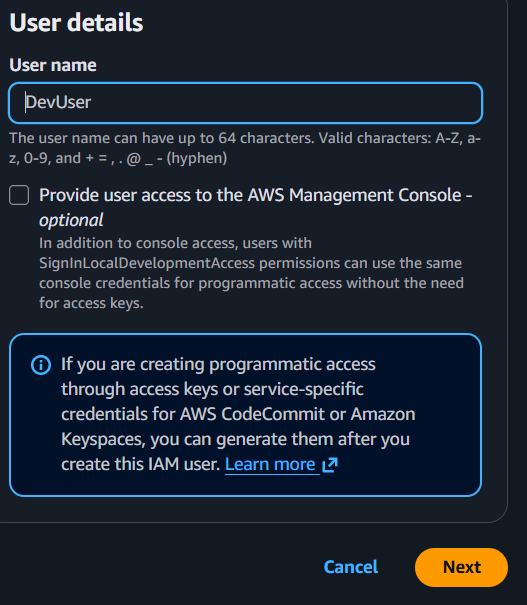 User details
User name
DevUser
The user name can have up to 64 characters. Valid characters: A-Z, a-
z, 0-9, and + = , . @ _ - (hyphen)
Provide user access to the AWS Management Console -
optional
In addition to console access, users with
SignInLocalDevelopmentAccess permissions can use the same
console credentials for programmatic access without the need
for access keys.
If you are creating programmatic access
through access keys or service-specific
credentials for AWS CodeCommit or Amazon
Keyspaces, you can generate them after you
create this IAM user. Learn more
Cancel
Next